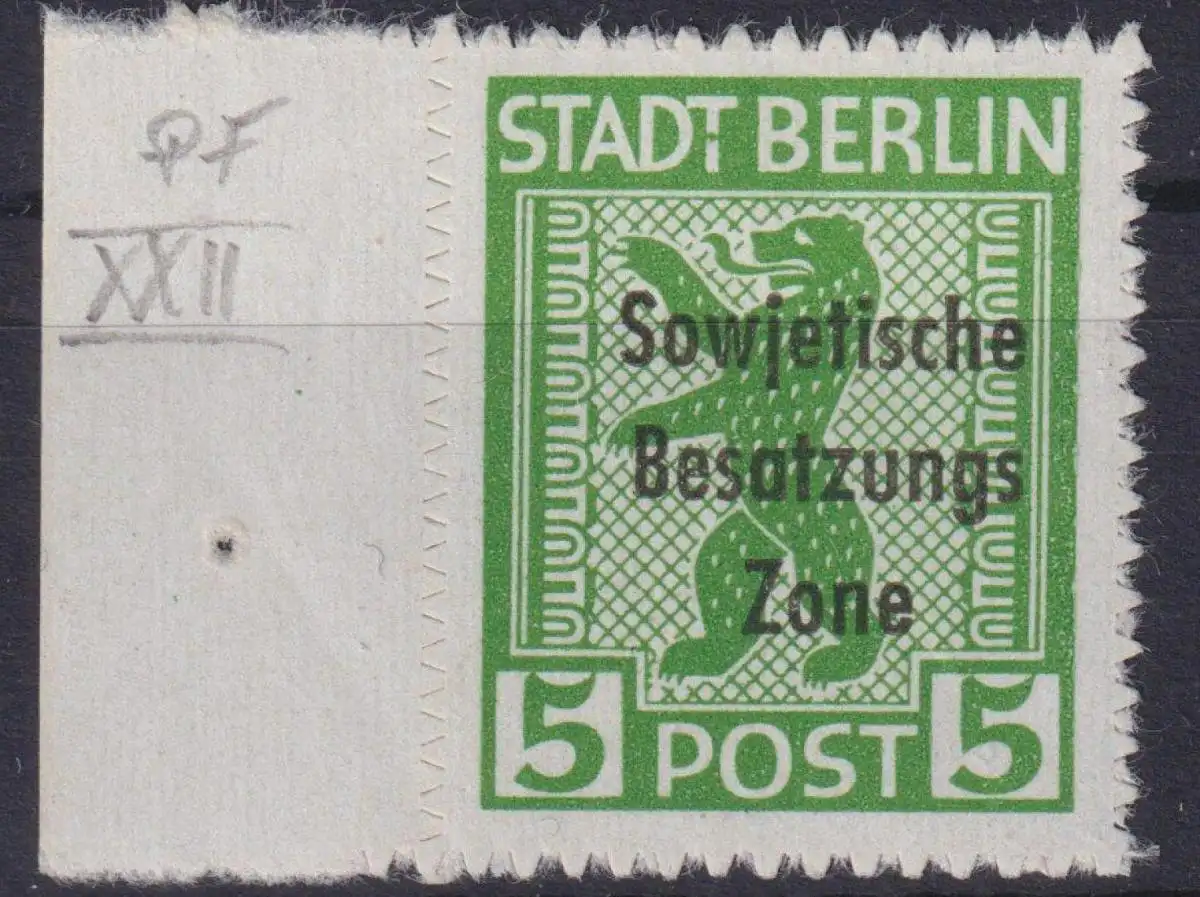 PF
XXII
STADT BERLIN
Sowjetische
Besatzungs
Zone
5 POST 5